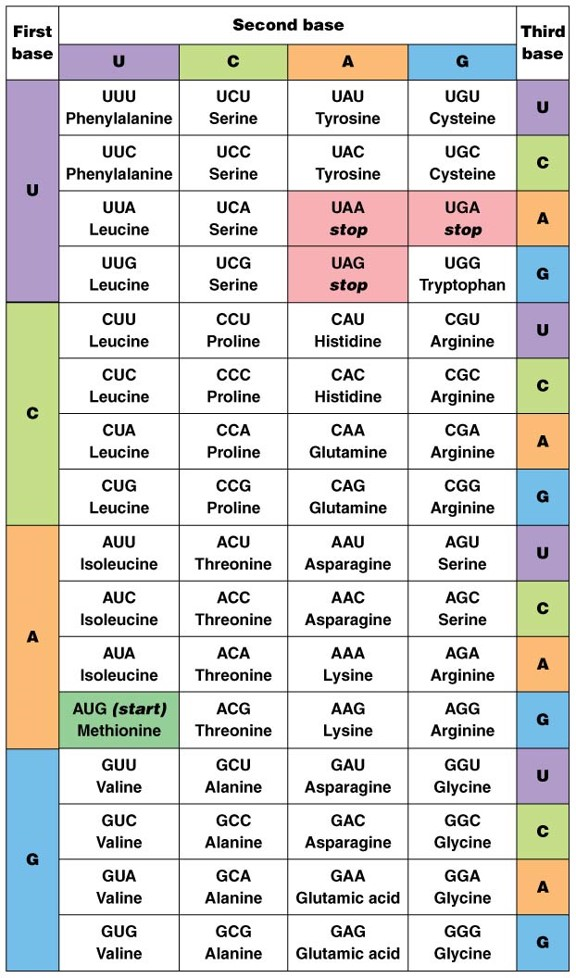 First base
Second base
Third base
U C A G
U
UUU UCU UAU UGU
Phenylalanine Serine Tyrosine Cysteine
U
UUC UCC UAC UGC
Phenylalanine Serine Tyrosine Cysteine
C
UUA UCA UAA UGA
Leucine Serine stop stop
A
UUG UCG UAG UGG
Leucine Serine stop Tryptophan
G
C
CUU CCU CAU CGU
Leucine Proline Histidine Arginine
U
CUC CCC CAC CGC
Leucine Proline Histidine Arginine
C
CUA CCA CAA CGA
Leucine Proline Glutamine Arginine
A
CUG CCG CAG CGG
Leucine Proline Glutamine Arginine
G
A
AUU ACU AAU AGU
Isoleucine Threonine Asparagine Serine
U
AUC ACC AAC AGC
Isoleucine Threonine Asparagine Serine
C
AUA ACA AAA AGA
Isoleucine Threonine Lysine Arginine
A
AUG (start) ACG AAG AGG
Methionine Threonine Lysine Arginine
G
G
GUU GCU GAU GGU
Valine Alanine Asparagine Glycine
U
GUC GCC GAC GGC
Valine Alanine Asparagine Glycine
C
GUA GCA GAA GGA
Valine Alanine Glutamic acid Glycine
A
GUG GCG GAG GGG
Valine Alanine Glutamic acid Glycine
G